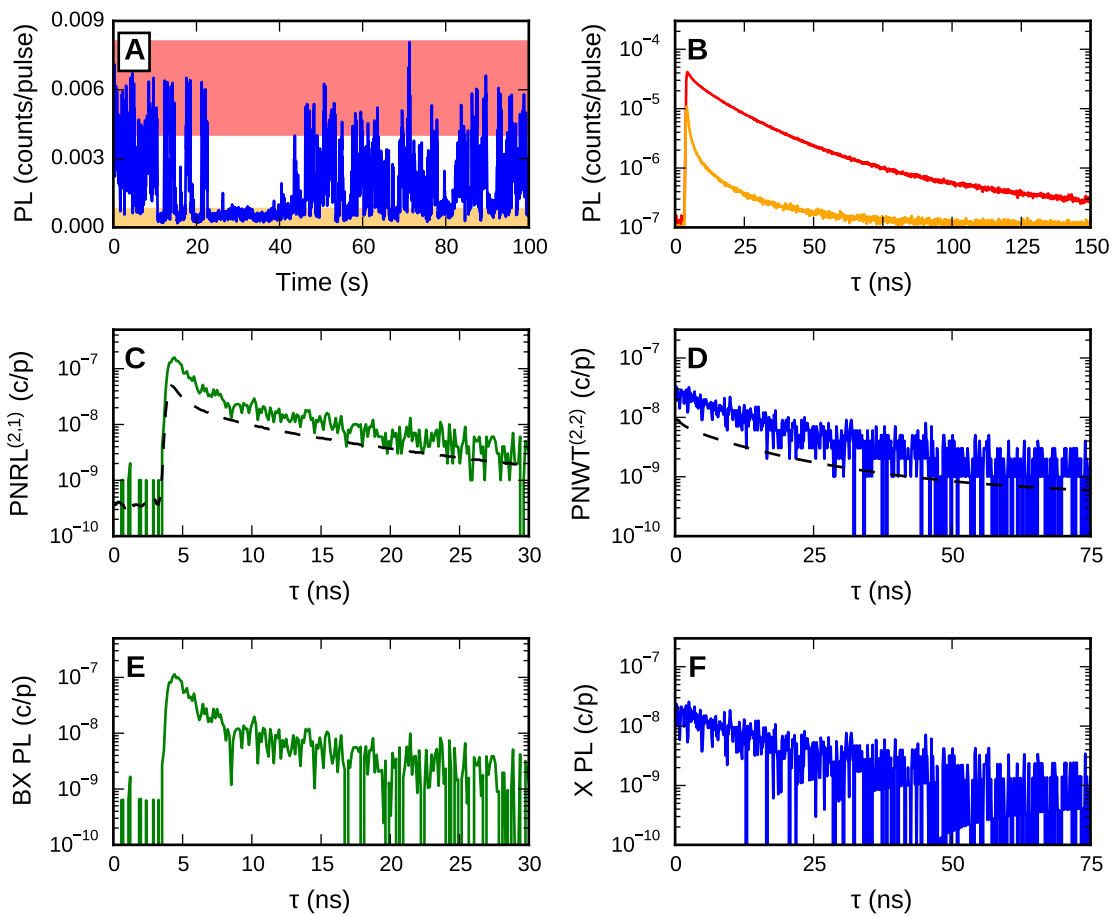 A
PL (counts/pulse)
0.009
0.006
0.003
0.000
0 20 40 60 80 100
Time (s)
B
PL (counts/pulse)
10⁻⁴
10⁻⁵
10⁻⁶
10⁻⁷
0 25 50 75 100 125 150
τ (ns)
C
PNRL⁽²,¹⁾ (c/p)
10⁻⁷
10⁻⁸
10⁻⁹
10⁻¹⁰
0 5 10 15 20 25 30
τ (ns)
D
PNWT⁽²,²⁾ (c/p)
10⁻⁷
10⁻⁸
10⁻⁹
10⁻¹⁰
0 25 50 75
τ (ns)
E
BX PL (c/p)
10⁻⁷
10⁻⁸
10⁻⁹
10⁻¹⁰
0 5 10 15 20 25 30
τ (ns)
F
X PL (c/p)
10⁻⁷
10⁻⁸
10⁻⁹
10⁻¹⁰
0 25 50 75
τ (ns)